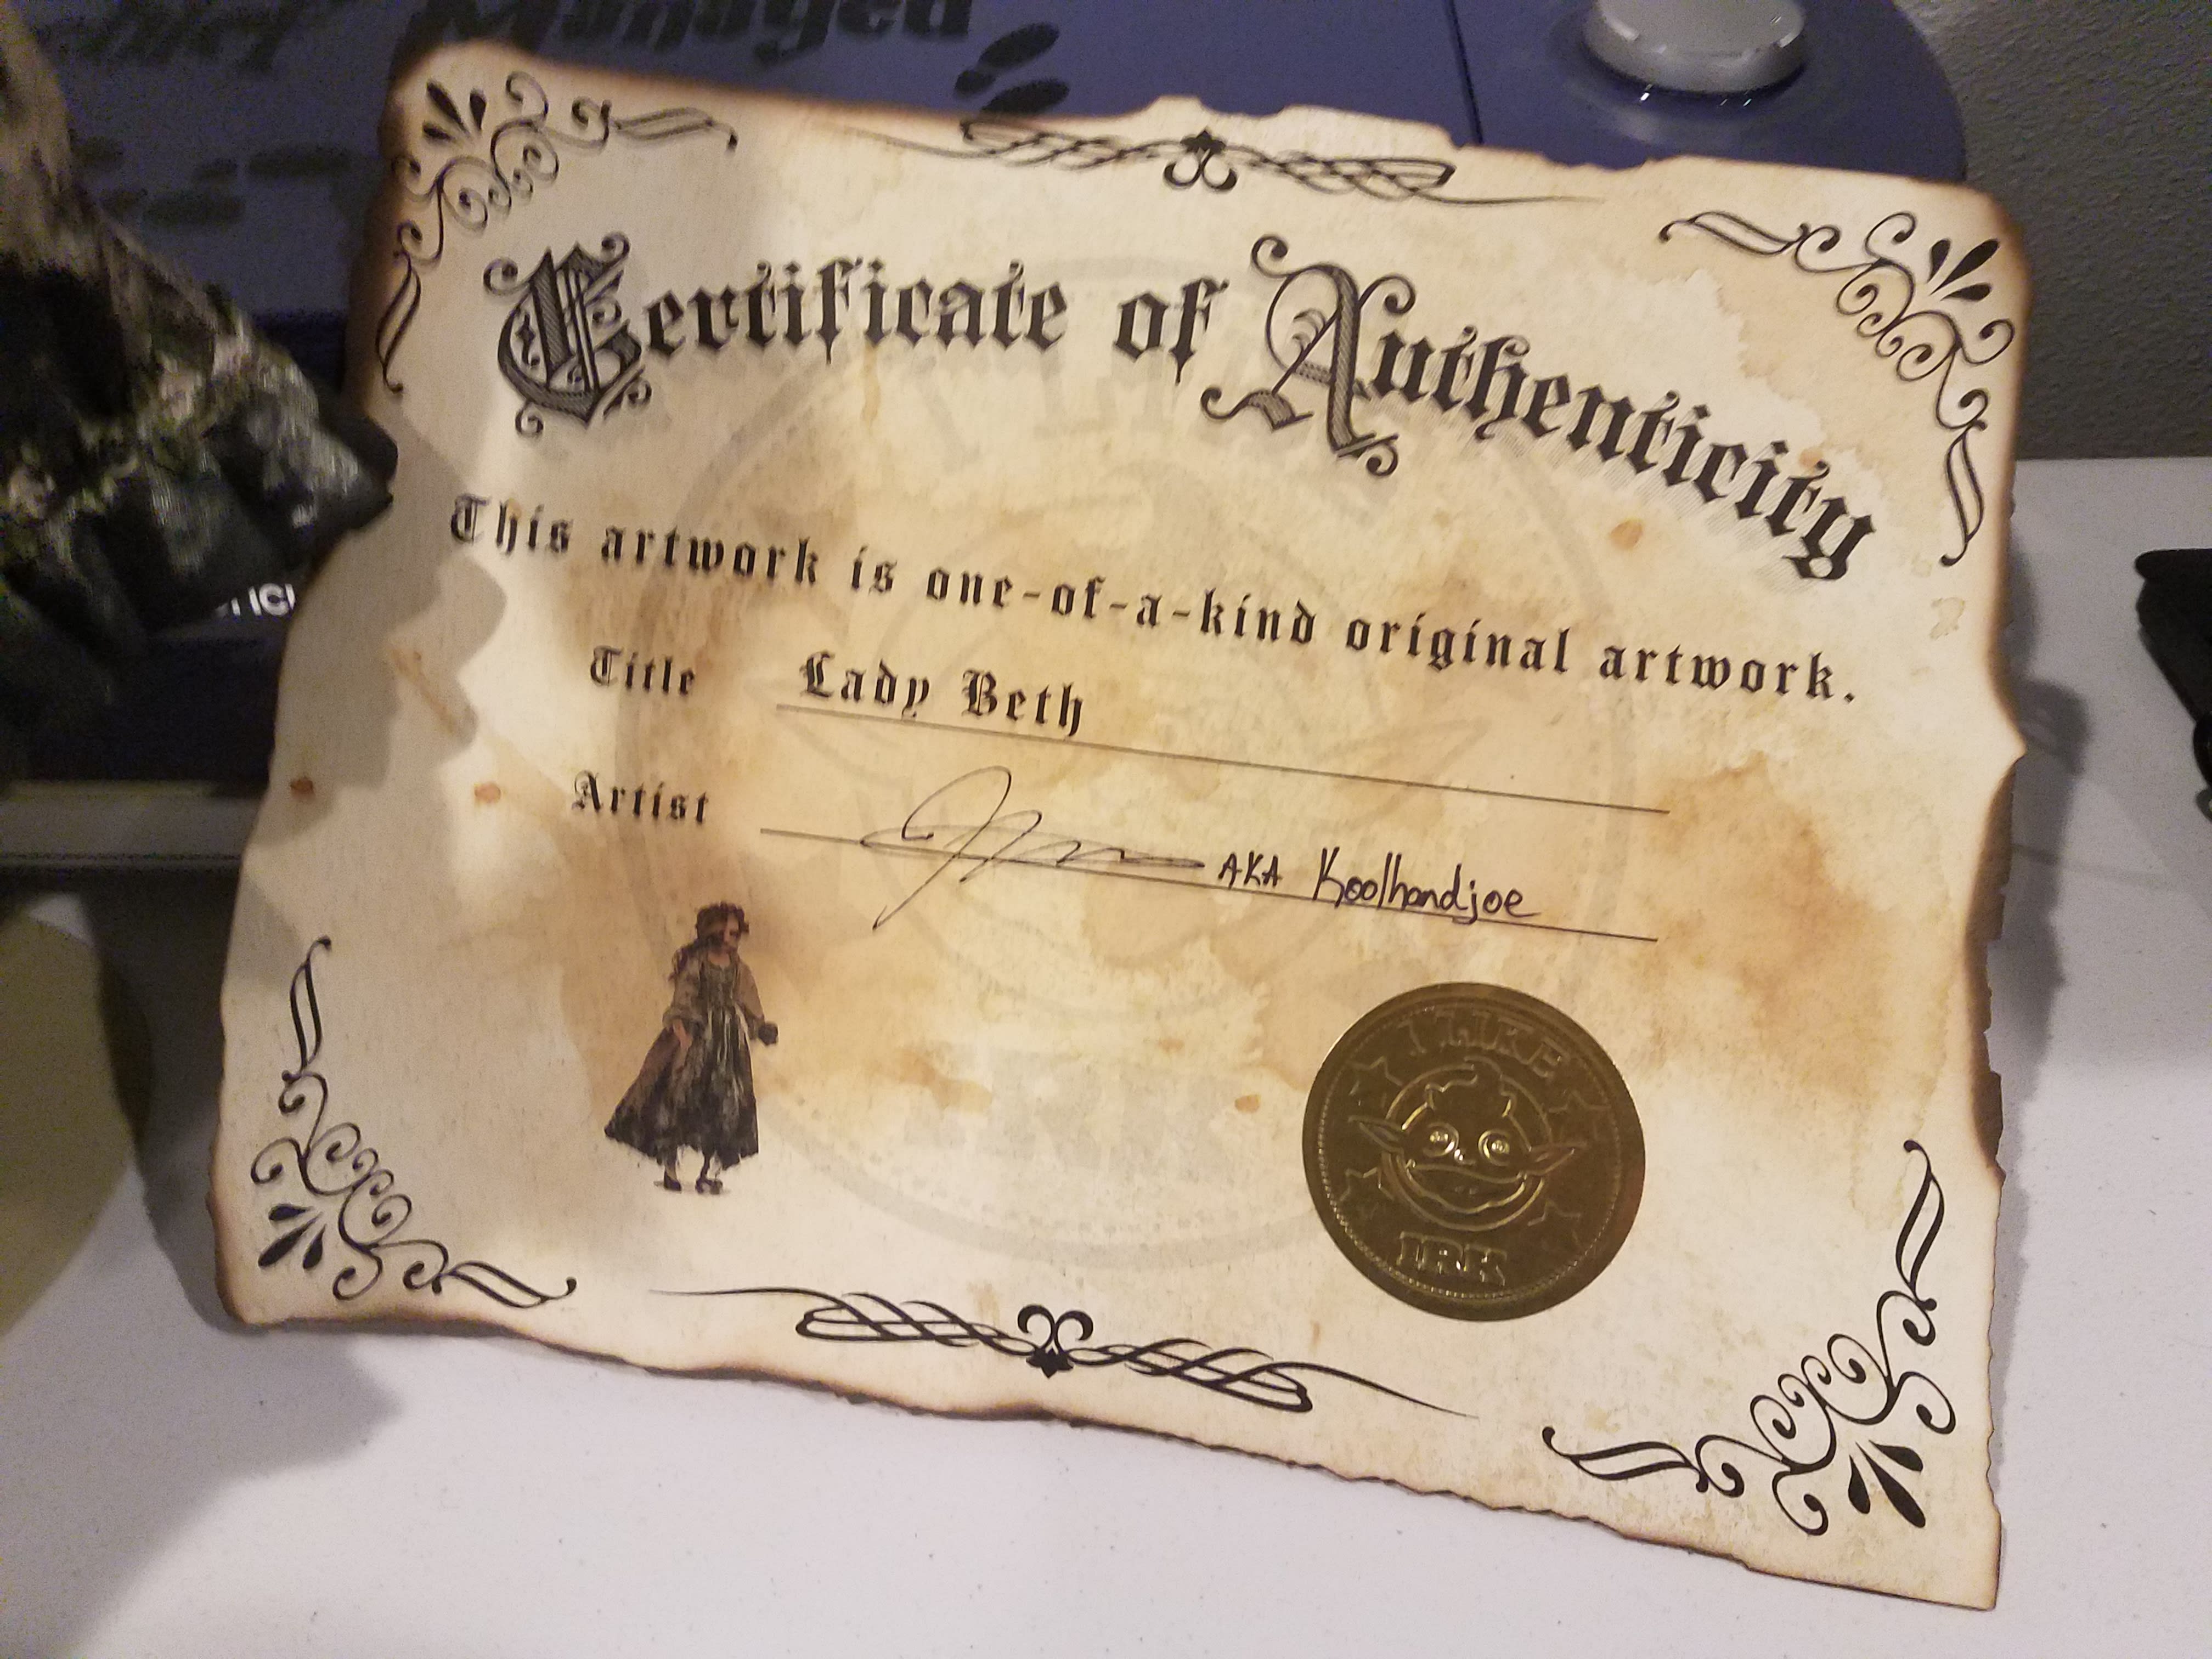 Managed
Certificate of Authenticity
This artwork is one-of-a-kind original artwork.
Title Lady Beth
Artist AKA Koolhandjoe
I LIKE
IRK